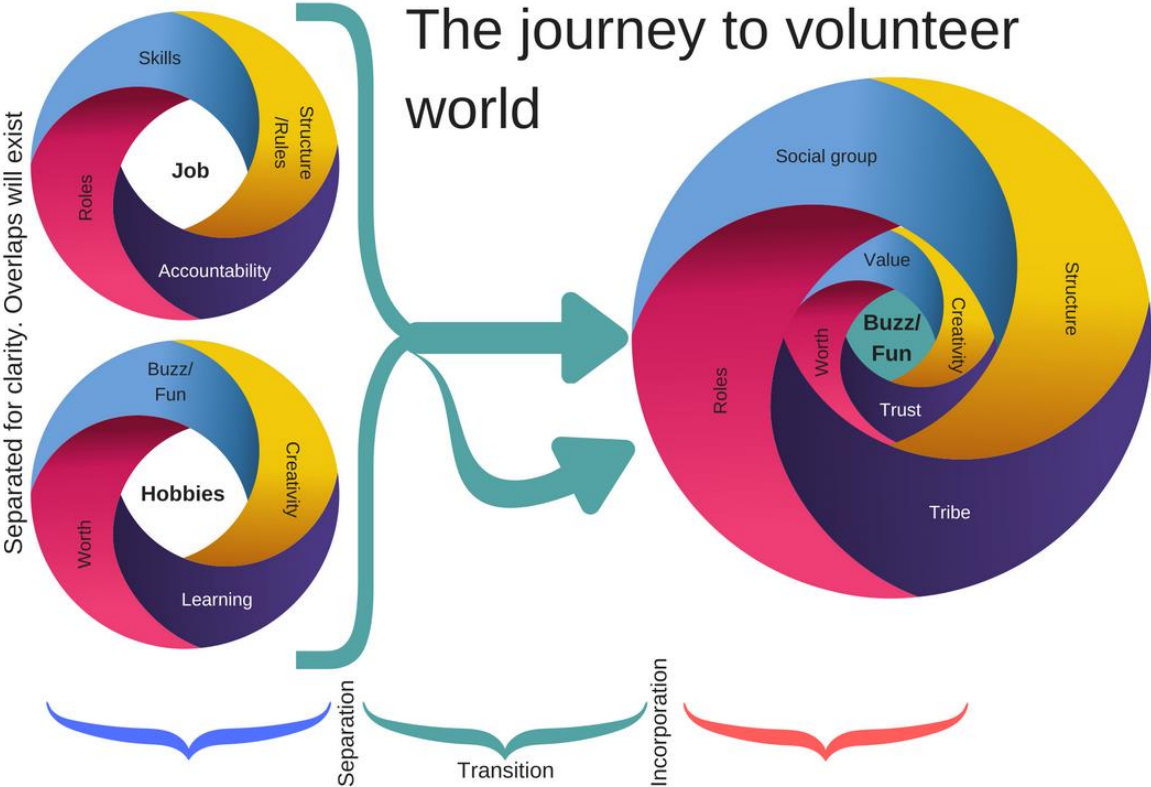 The journey to volunteer
world
Separated for clarity. Overlaps will exist
Skills
Structure
/Rules
Job
Roles
Accountability
Buzz/
Fun
Creativity
Hobbies
Worth
Learning
Social group
Structure
Value
Creativity
Buzz/
Fun
Worth
Trust
Roles
Tribe
Separation
Transition
Incorporation